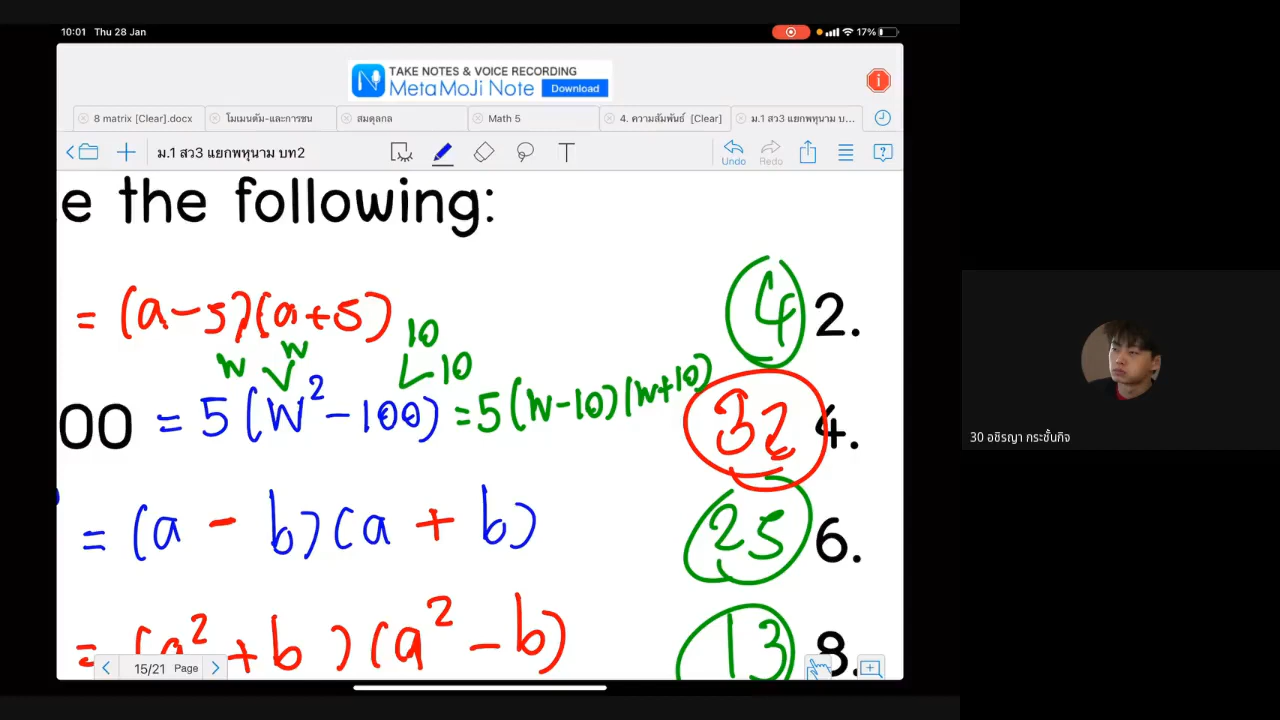 10:01 Thu 28 Jan
17%
TAKE NOTES & VOICE RECORDING
MetaMoJi Note Download
8 matrix [Clear].docx
โมเมนตัม-และการชน
สมดุลกล
Math 5
4. ความสัมพันธ์ [Clear]
ม.1 สว3 แยกพหุนาม บ...
ม.1 สว3 แยกพหุนาม บท2
Undo
Redo
e the following:
= (a-5)(a+5)
4
2.
w w
10
10
00 = 5(w²-100) = 5(w-10)(w+10)
32
4.
= (a - b)(a + b)
25
6.
= (a² + b)(a² - b)
13
8.
15/21 Page
30 อชิรญา กระชั้นกิจ